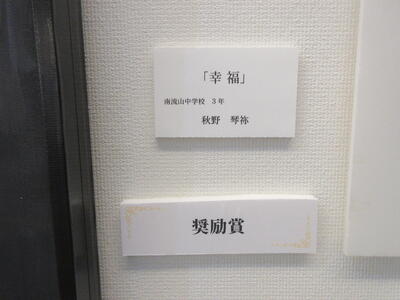 「幸福」
南流山中学校 3年
秋野 琴祢
奨励賞